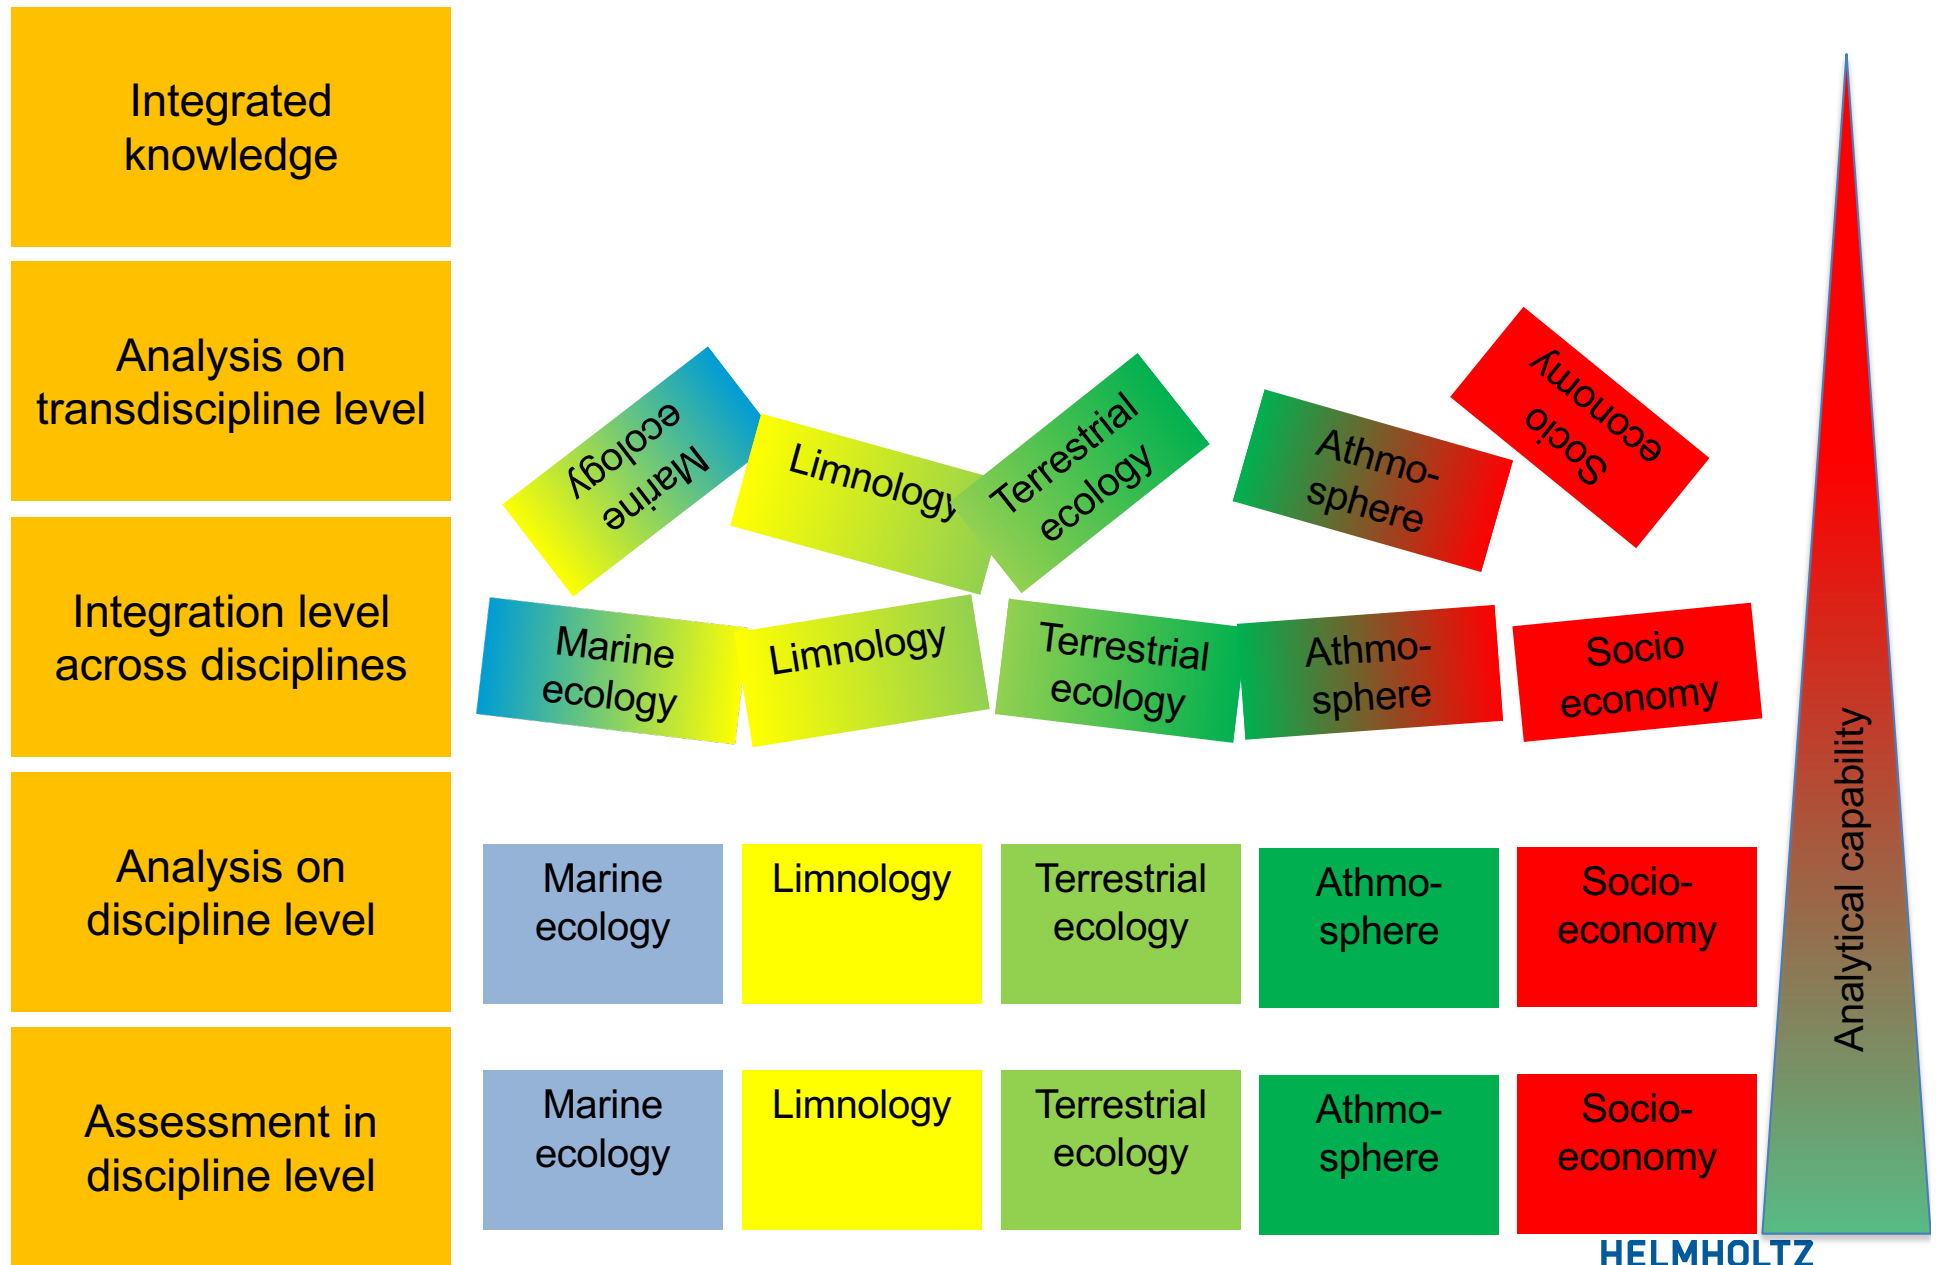 Integrated
knowledge
Analysis on
transdiscipline level
Marine
ecology
Limnology
Terrestrial
ecology
Athmo-
sphere
Socio
economy
Integration level
across disciplines
Marine
ecology
Limnology
Terrestrial
ecology
Athmo-
sphere
Socio
economy
Analysis on
discipline level
Marine
ecology
Limnology
Terrestrial
ecology
Athmo-
sphere
Socio-
economy
Assessment in
discipline level
Marine
ecology
Limnology
Terrestrial
ecology
Athmo-
sphere
Socio-
economy
Analytical capability
HELMHOLTZ